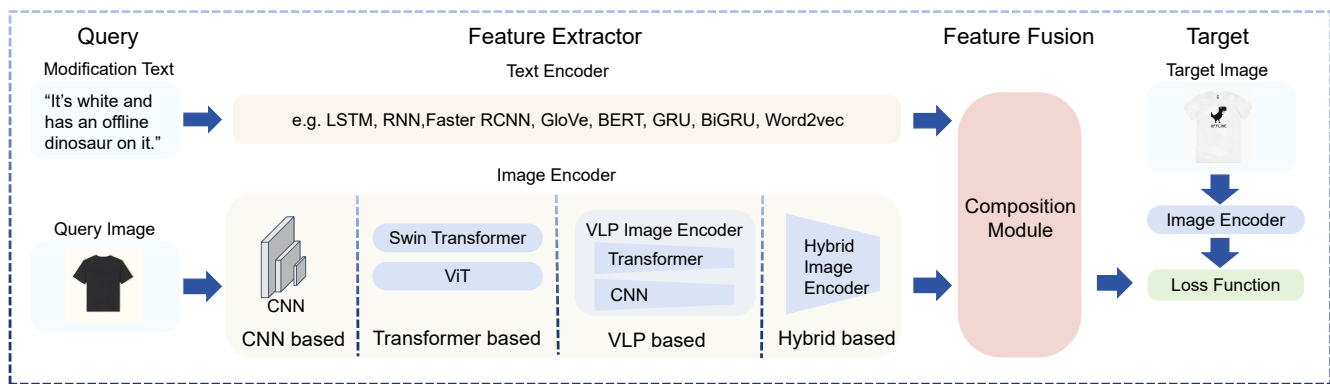 Query
Feature Extractor
Feature Fusion
Target
Modification Text
Text Encoder
Target Image
“It’s white and
has an offline
dinosaur on it.”
e.g. LSTM, RNN,Faster RCNN, GloVe, BERT, GRU, BiGRU, Word2vec
OFFLINE
Image Encoder
Query Image
CNN
CNN based
Swin Transformer
ViT
Transformer based
VLP Image Encoder
Transformer
CNN
VLP based
Hybrid
Image
Encoder
Hybrid based
Composition
Module
Image Encoder
Loss Function